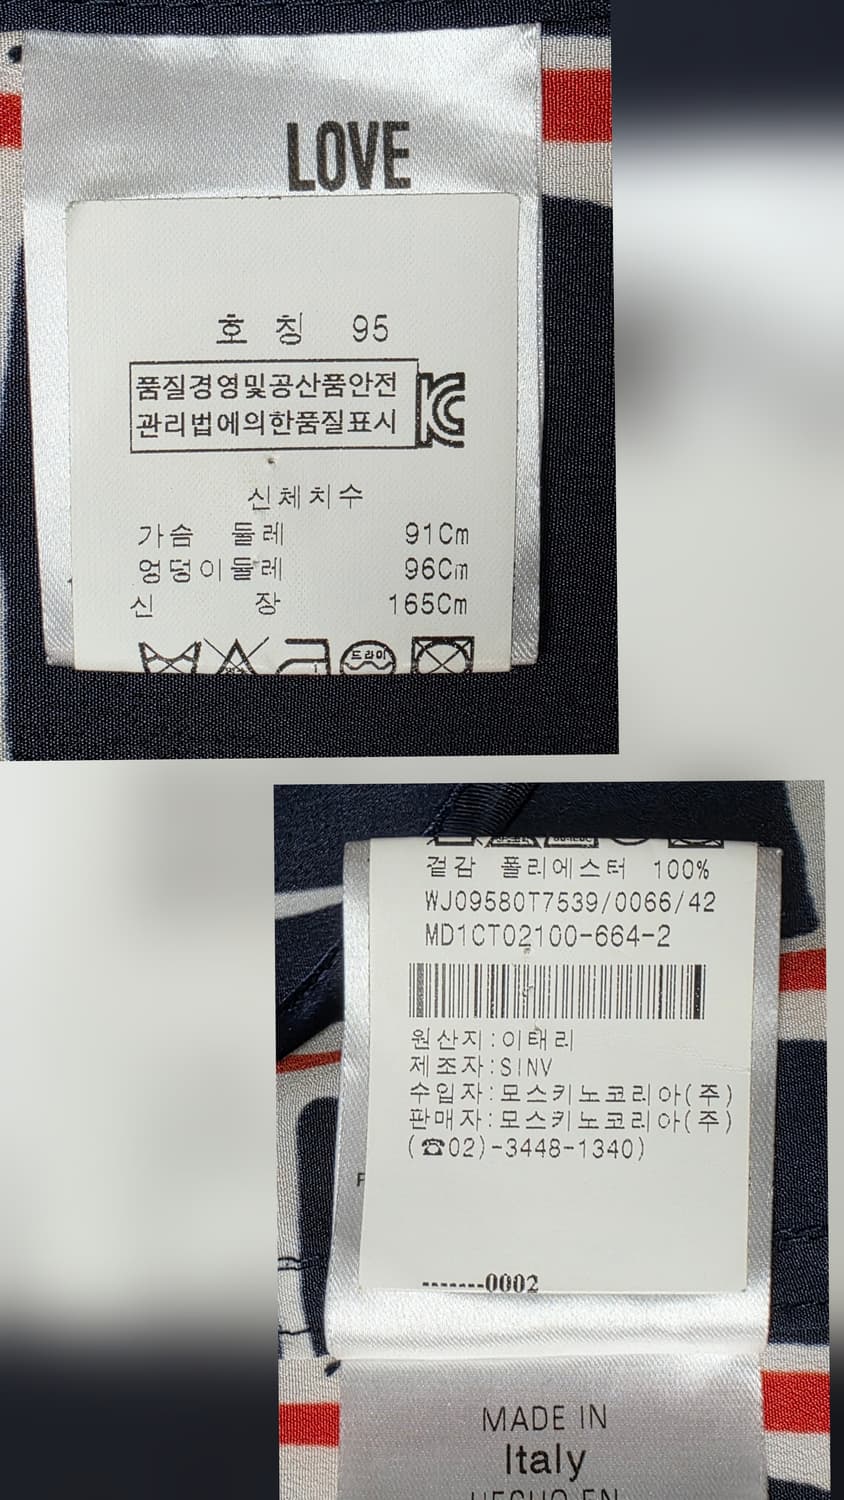 LOVE
호 칭 95
품질경영및공산품안전
관리법에의한품질표시
신체치수
가슴 둘레 91Cm
엉덩이둘레 96Cm
신 장 165Cm
드라이
겉감 폴리에스터 100%
WJ09580T7539/0066/42
MD1CT02100-664-2
원산지:이태리
제조자:SINV
수입자:모스키노코리아(주)
판매자:모스키노코리아(주)
(☎02)-3448-1340)
-------0002
MADE IN
Italy
HECHO EN